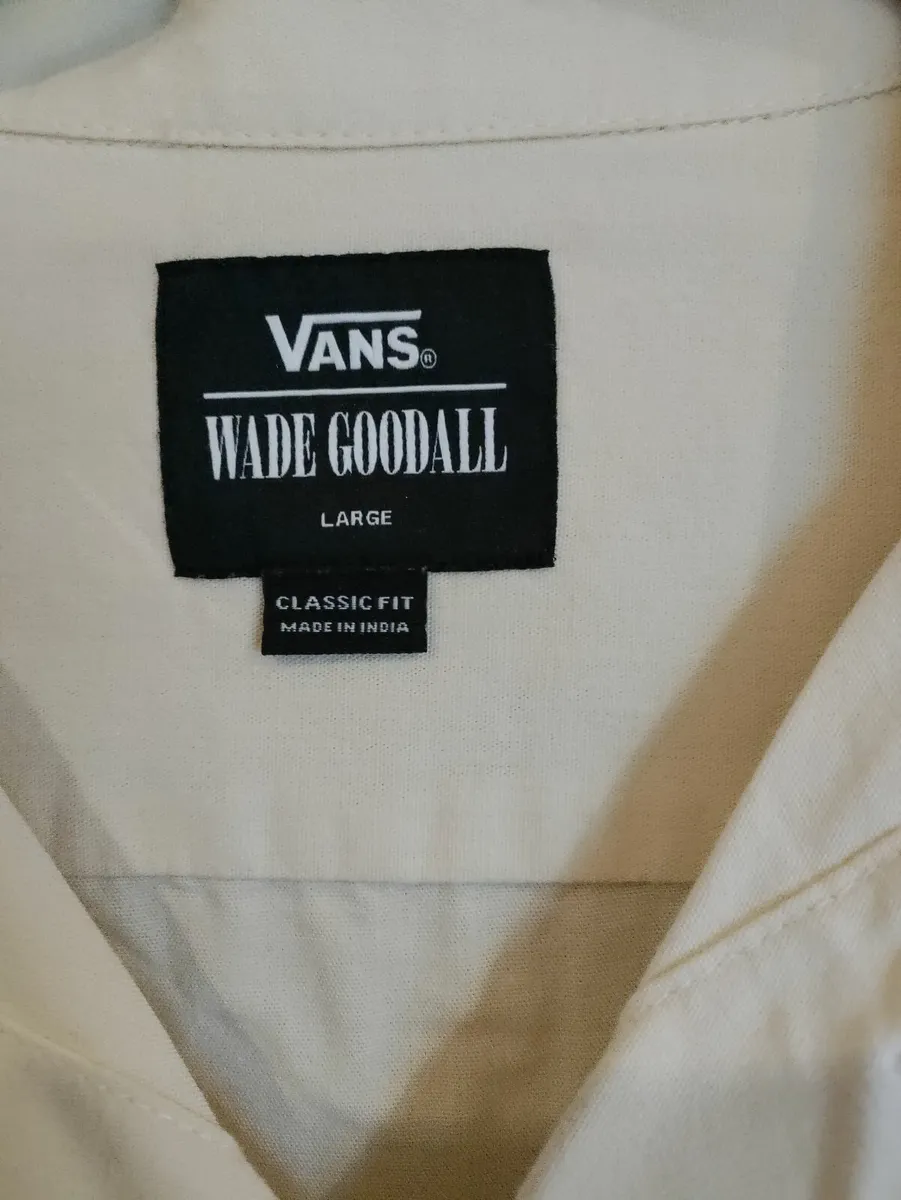 VANS®
WADE GOODALL
LARGE
CLASSIC FIT
MADE IN INDIA